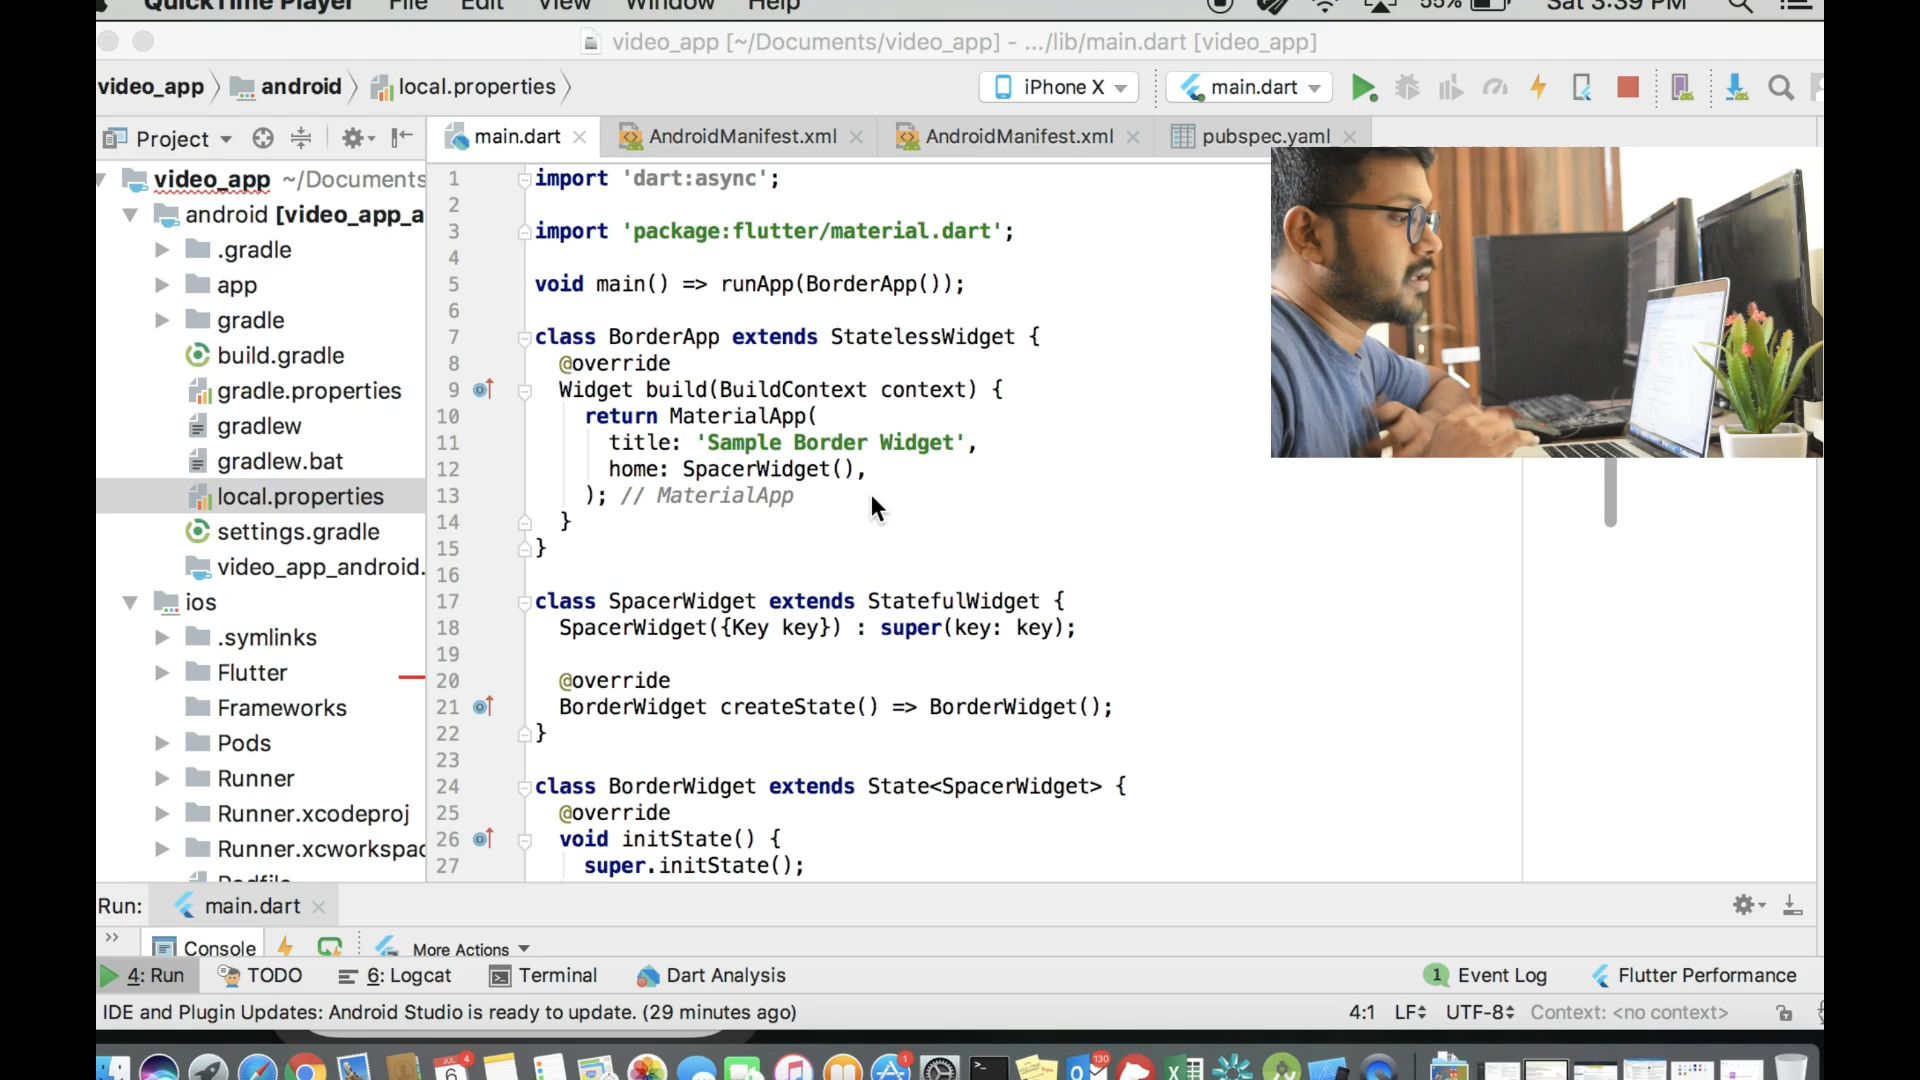 QuickTime Player File Edit View Window Help 55% Sat 3:39 PM
video_app [~/Documents/video_app] - .../lib/main.dart [video_app]
video_app android local.properties iPhone X main.dart
Project main.dart AndroidManifest.xml AndroidManifest.xml pubspec.yaml
video_app ~/Documents
android [video_app_a
.gradle
app
gradle
build.gradle
gradle.properties
gradlew
gradlew.bat
local.properties
settings.gradle
video_app_android.
ios
.symlinks
Flutter
Frameworks
Pods
Runner
Runner.xcodeproj
Runner.xcworkspac
Podfile
1 import 'dart:async';
2
3 import 'package:flutter/material.dart';
4
5 void main() => runApp(BorderApp());
6
7 class BorderApp extends StatelessWidget {
8 @override
9 Widget build(BuildContext context) {
10 return MaterialApp(
11 title: 'Sample Border Widget',
12 home: SpacerWidget(),
13 ); // MaterialApp
14 }
15 }
16
17 class SpacerWidget extends StatefulWidget {
18 SpacerWidget({Key key}) : super(key: key);
19
20 @override
21 BorderWidget createState() => BorderWidget();
22 }
23
24 class BorderWidget extends State<SpacerWidget> {
25 @override
26 void initState() {
27 super.initState();
Run: main.dart
» Console More Actions
4: Run TODO 6: Logcat Terminal Dart Analysis 1 Event Log Flutter Performance
IDE and Plugin Updates: Android Studio is ready to update. (29 minutes ago) 4:1 LF UTF-8 Context: <no context>
JUL 6 4 1 130